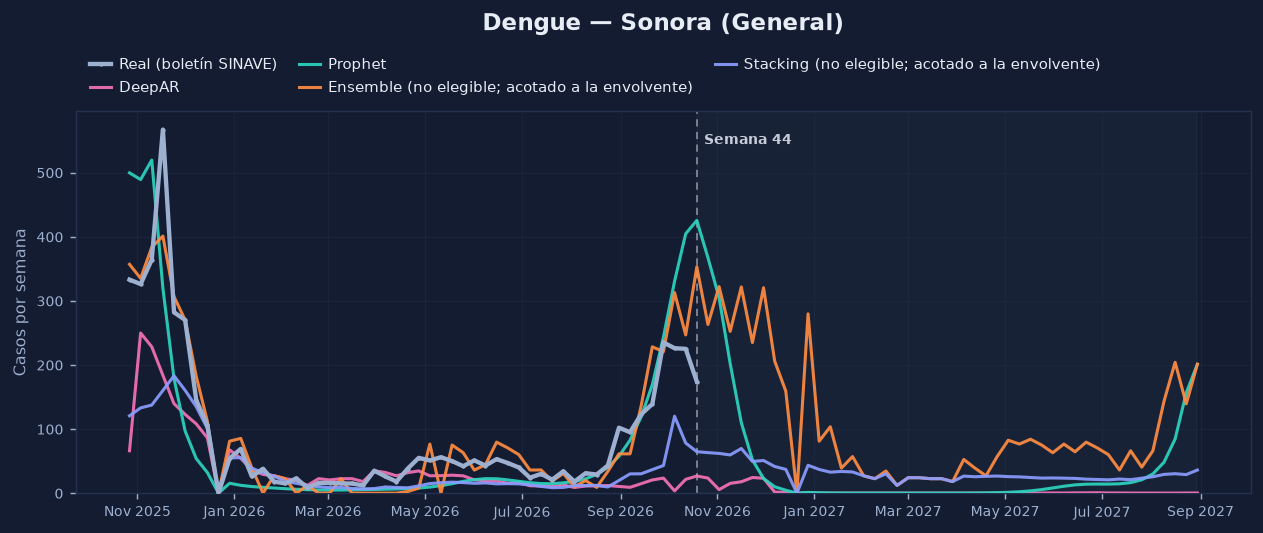 Dengue — Sonora (General)
Real (boletín SINAVE)
Prophet
Stacking (no elegible; acotado a la envolvente)
DeepAR
Ensemble (no elegible; acotado a la envolvente)
Semana 44
Casos por semana
500
400
300
200
100
0
Nov 2025
Jan 2026
Mar 2026
May 2026
Jul 2026
Sep 2026
Nov 2026
Jan 2027
Mar 2027
May 2027
Jul 2027
Sep 2027